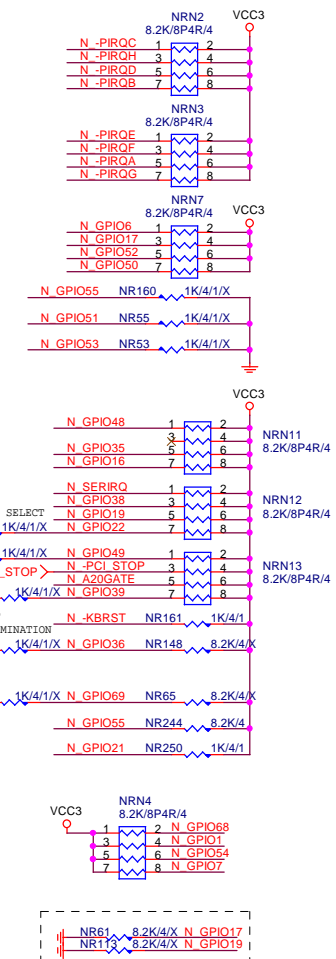 NRN2 VCC3
8.2K/8P4R/4
N_-PIRQC 1 2
N_-PIRQH 3 4
N_-PIRQD 5 6
N_-PIRQB 7 8
NRN3
8.2K/8P4R/4
N_-PIRQE 1 2
N_-PIRQF 3 4
N_-PIRQA 5 6
N_-PIRQG 7 8
NRN7
8.2K/8P4R/4 VCC3
N_GPIO6 1 2
N_GPIO17 3 4
N_GPIO52 5 6
N_GPIO50 7 8
N_GPIO55 NR160 1K/4/1/X
N_GPIO51 NR55 1K/4/1/X
N_GPIO53 NR53 1K/4/1/X
VCC3
N_GPIO48 1 2
3 4 NRN11
N_GPIO35 5 6 8.2K/8P4R/4
N_GPIO16 7 8
N_SERIRQ 1 2
N_GPIO38 3 4 NRN12
SELECT N_GPIO19 5 6 8.2K/8P4R/4
1K/4/1/X N_GPIO22 7 8
1K/4/1/X N_GPIO49 1 2
_STOP N_-PCI_STOP 3 4 NRN13
N_A20GATE 5 6 8.2K/8P4R/4
1K/4/1/X N_GPIO39 7 8
N_-KBRST NR161 1K/4/1
MINATION
1K/4/1/X N_GPIO36 NR148 8.2K/4/X
1K/4/1/X N_GPIO69 NR65 8.2K/4/X
N_GPIO55 NR244 8.2K/4
N_GPIO21 NR250 1K/4/1
NRN4
VCC3 8.2K/8P4R/4
1 2 N_GPIO68
3 4 N_GPIO1
5 6 N_GPIO54
7 8 N_GPIO7
NR61 8.2K/4/X N_GPIO17
NR113 8.2K/4/X N_GPIO19